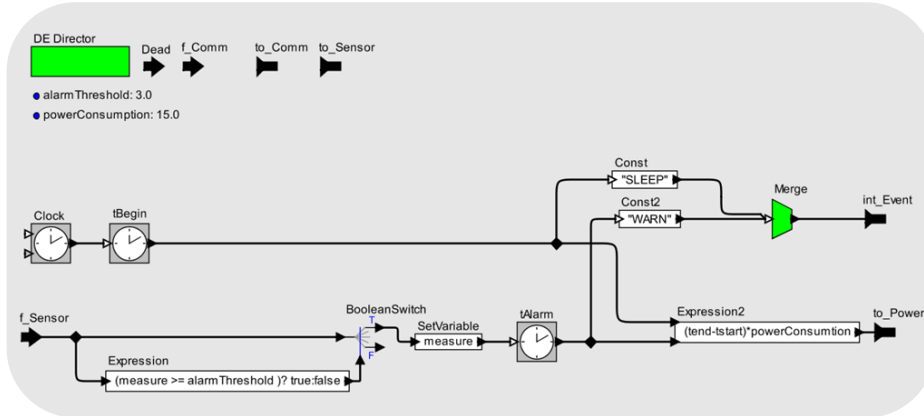 DE Director
Dead
f_Comm
to_Comm
to_Sensor
alarmThreshold: 3.0
powerConsumption: 15.0
Const
"SLEEP"
Merge
Const2
"WARN"
int_Event
Clock
tBegin
f_Sensor
BooleanSwitch
T
F
SetVariable
measure
tAlarm
Expression2
(tend-tstart)*powerConsumtion
to_Power
Expression
(measure >= alarmThreshold )? true:false